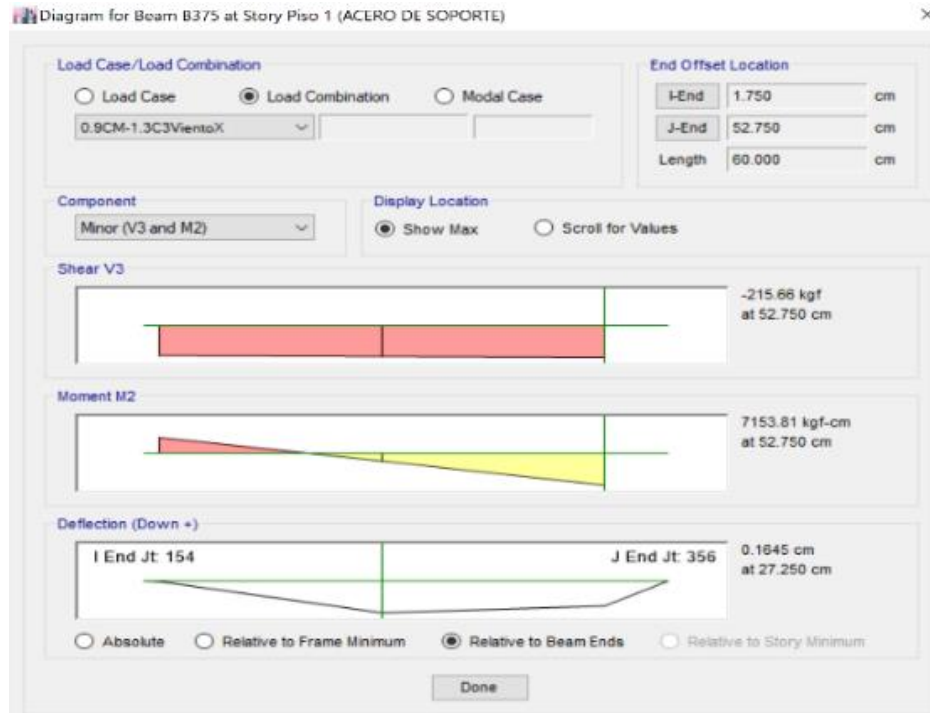 Diagram for Beam B375 at Story Piso 1 (ACERO DE SOPORTE)
Load Case/Load Combination
Load Case
Load Combination
Modal Case
0.9CM-1.3C3VientoX
End Offset Location
I-End 1.750 cm
J-End 52.750 cm
Length 60.000 cm
Component
Minor (V3 and M2)
Display Location
Show Max
Scroll for Values
Shear V3
-215.66 kgf
at 52.750 cm
Moment M2
7153.81 kgf-cm
at 52.750 cm
Deflection (Down +)
I End Jt: 154
J End Jt: 356
0.1645 cm
at 27.250 cm
Absolute
Relative to Frame Minimum
Relative to Beam Ends
Relative to Story Minimum
Done